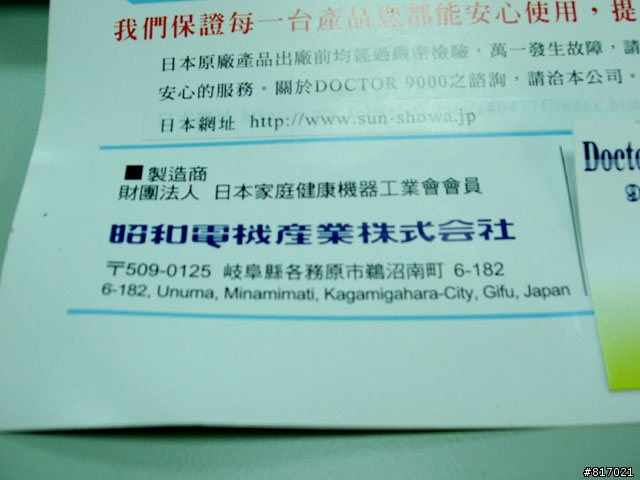 我們保證每一台產品您都能安心使用，提
日本原廠產品出廠前均經過嚴密檢驗，萬一發生故障，請
安心的服務。關於DOCTOR 9000之諮詢，請洽本公司。
日本網址 http://www.sun-showa.jp
■製造商
財團法人 日本家庭健康機器工業會會員
昭和電機産業株式会社
〒509-0125 岐阜縣各務原市鵜沼南町 6-182
6-182, Unuma, Minamimati, Kagamigahara-City, Gifu, Japan
Docto
#817021